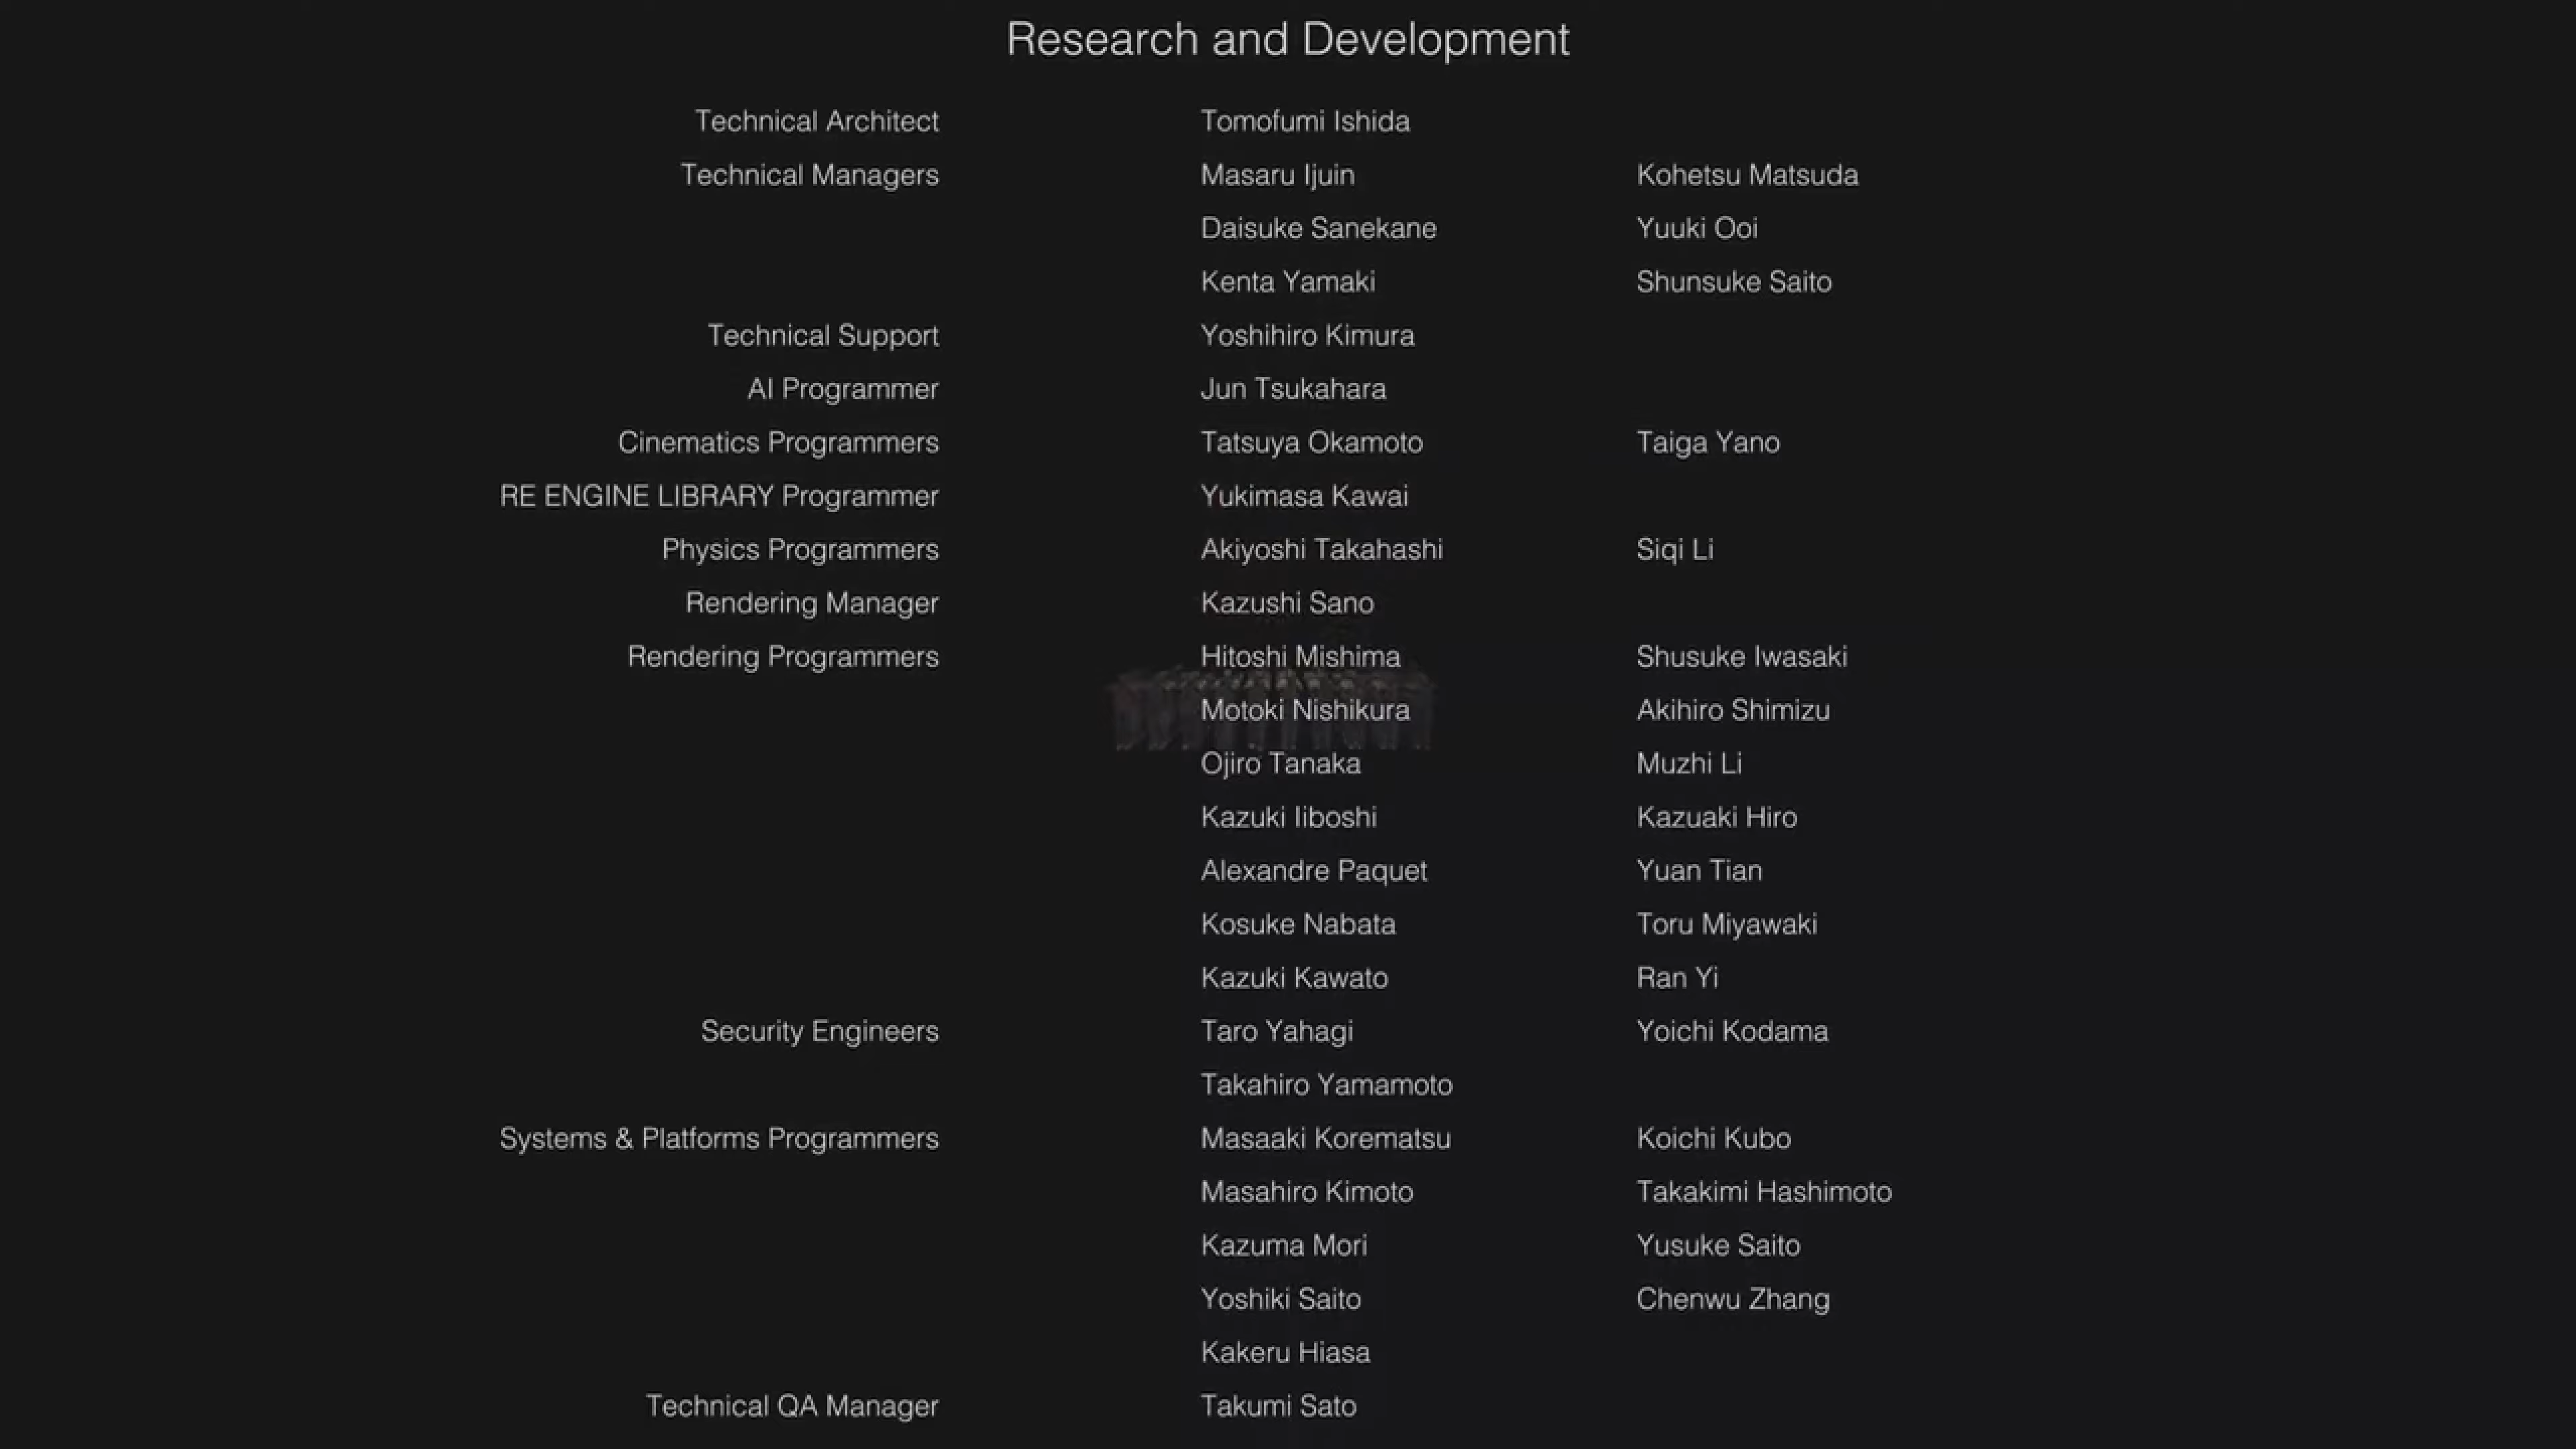 Research and Development
Technical Architect Tomofumi Ishida
Technical Managers Masaru Ijuin Kohetsu Matsuda
Daisuke Sanekane Yuuki Ooi
Kenta Yamaki Shunsuke Saito
Technical Support Yoshihiro Kimura
AI Programmer Jun Tsukahara
Cinematics Programmers Tatsuya Okamoto Taiga Yano
RE ENGINE LIBRARY Programmer Yukimasa Kawai
Physics Programmers Akiyoshi Takahashi Siqi Li
Rendering Manager Kazushi Sano
Rendering Programmers Hitoshi Mishima Shusuke Iwasaki
Motoki Nishikura Akihiro Shimizu
Ojiro Tanaka Muzhi Li
Kazuki Iiboshi Kazuaki Hiro
Alexandre Paquet Yuan Tian
Kosuke Nabata Toru Miyawaki
Kazuki Kawato Ran Yi
Security Engineers Taro Yahagi Yoichi Kodama
Takahiro Yamamoto
Systems & Platforms Programmers Masaaki Korematsu Koichi Kubo
Masahiro Kimoto Takakimi Hashimoto
Kazuma Mori Yusuke Saito
Yoshiki Saito Chenwu Zhang
Kakeru Hiasa
Technical QA Manager Takumi Sato